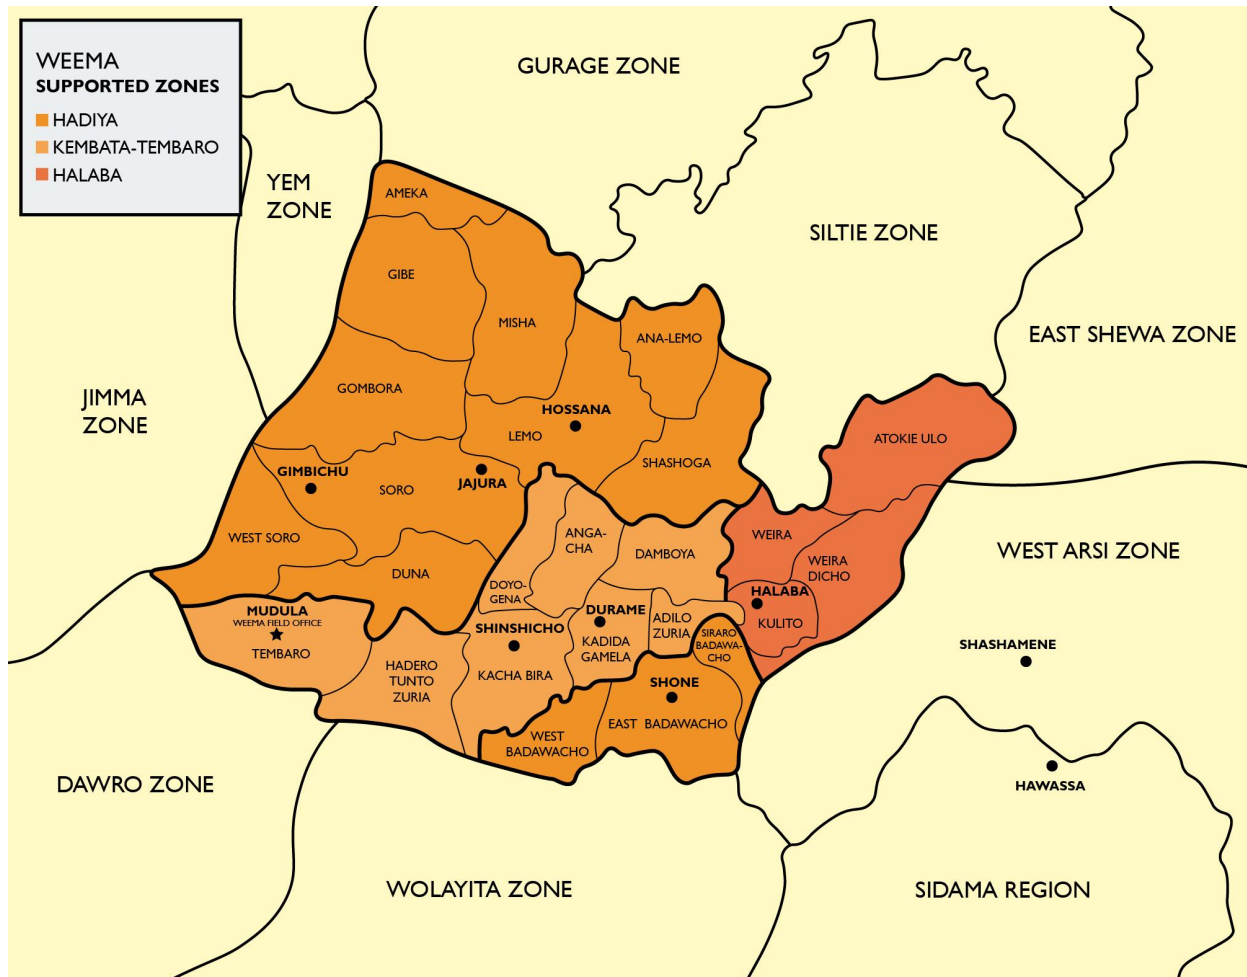 WEEMA
SUPPORTED ZONES
HADIYA
KEMBATA-TEMBARO
HALABA
GURAGE ZONE
YEM
ZONE
SILTIE ZONE
EAST SHEWA ZONE
JIMMA
ZONE
AMEKA
GIBE
MISHA
ANA-LEMO
GOMBORA
HOSSANA
LEMO
SHASHOGA
ATOKIE ULO
GIMBICHU
SORO
JAJURA
WEST SORO
DUNA
ANGA-
CHA
DAMBOYA
DOYO-
GENA
WEIRA
WEIRA
DICHO
HALABA
KULITO
WEST ARSI ZONE
MUDULA
WEEMA FIELD OFFICE
TEMBARO
HADERO
TUNTO
ZURIA
SHINSHICHO
KACHA BIRA
DURAME
KADIDA
GAMELA
ADILO
ZURIA
SIRARO
BADAWA-
CHO
SHONE
EAST BADAWACHO
WEST
BADAWACHO
SHASHAMENE
HAWASSA
DAWRO ZONE
WOLAYITA ZONE
SIDAMA REGION